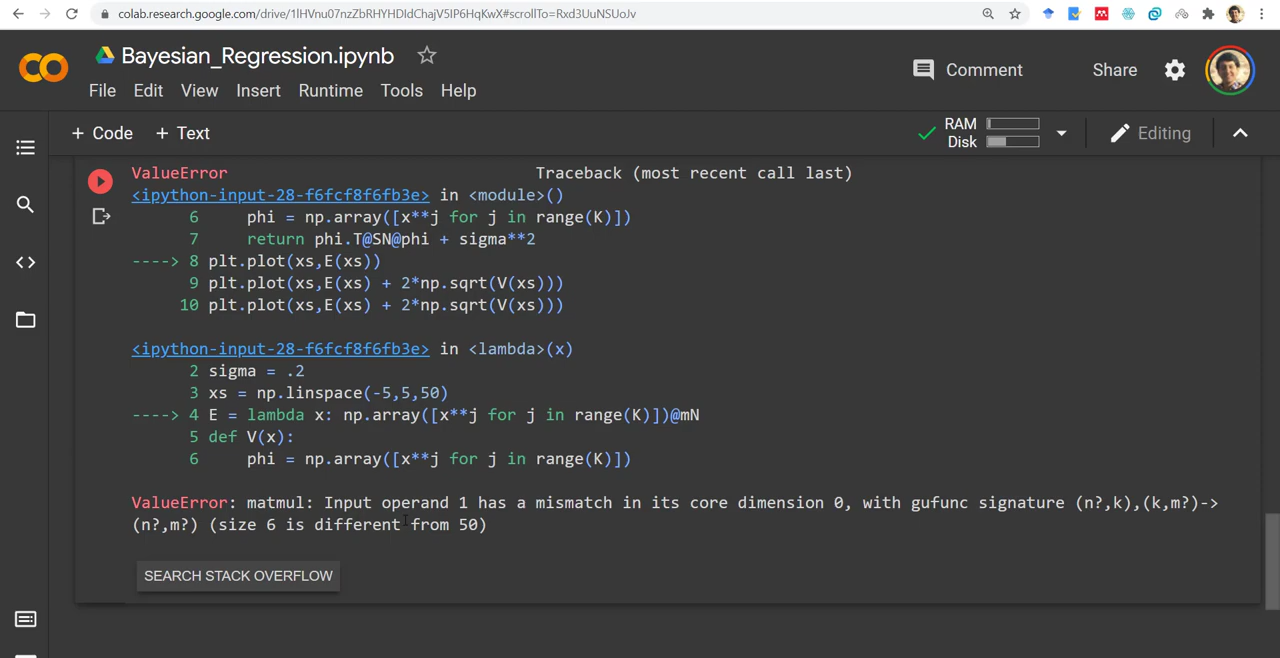 colab.research.google.com/drive/1lHVnu07nzZbRHYHDIdChajV5IP6HqKwX#scrollTo=Rxd3UuNSUoJv
CO Bayesian_Regression.ipynb
Comment Share
File Edit View Insert Runtime Tools Help
+ Code + Text
RAM
Disk
Editing
ValueError Traceback (most recent call last)
<ipython-input-28-f6fcf8f6fb3e> in <module>()
6 phi = np.array([x**j for j in range(K)])
7 return phi.T@SN@phi + sigma**2
----> 8 plt.plot(xs,E(xs))
9 plt.plot(xs,E(xs) + 2*np.sqrt(V(xs)))
10 plt.plot(xs,E(xs) + 2*np.sqrt(V(xs)))
<ipython-input-28-f6fcf8f6fb3e> in <lambda>(x)
2 sigma = .2
3 xs = np.linspace(-5,5,50)
----> 4 E = lambda x: np.array([x**j for j in range(K)])@mN
5 def V(x):
6 phi = np.array([x**j for j in range(K)])
ValueError: matmul: Input operand 1 has a mismatch in its core dimension 0, with gufunc signature (n?,k),(k,m?)->
(n?,m?) (size 6 is different from 50)
SEARCH STACK OVERFLOW